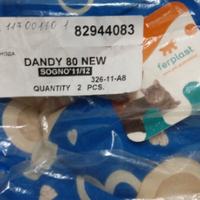 82944083
DANDY 80 NEW
SOGNO'11/12
326-11-A8
QUANTITY 2 PCS.
ferplast